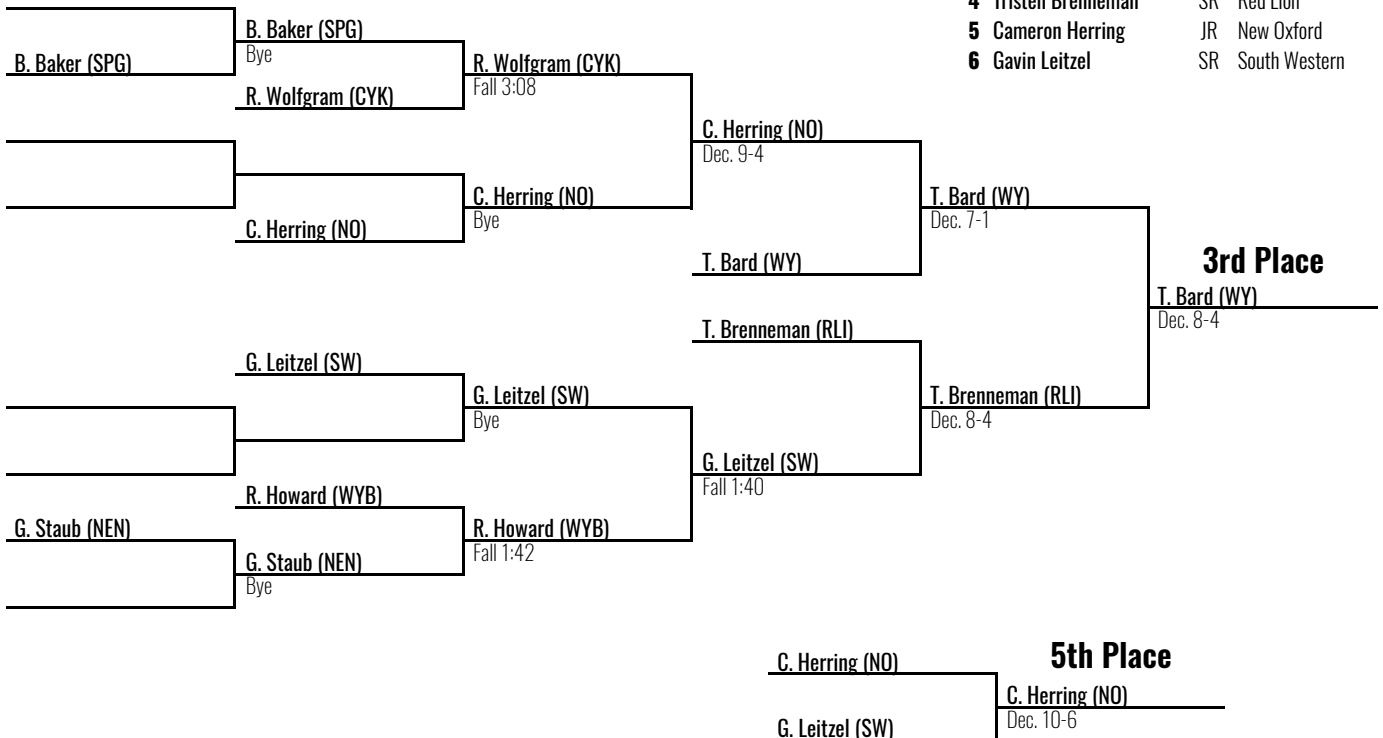 4 Tristen Brenneman SR Red Lion
5 Cameron Herring JR New Oxford
6 Gavin Leitzel SR South Western
B. Baker (SPG)
B. Baker (SPG)
Bye
R. Wolfgram (CYK)
R. Wolfgram (CYK)
Fall 3:08
C. Herring (NO)
C. Herring (NO)
Bye
C. Herring (NO)
Dec. 9-4
T. Bard (WY)
T. Bard (WY)
Dec. 7-1
3rd Place
T. Bard (WY)
Dec. 8-4
T. Brenneman (RLI)
T. Brenneman (RLI)
Dec. 8-4
G. Leitzel (SW)
G. Leitzel (SW)
Bye
G. Leitzel (SW)
Fall 1:40
R. Howard (WYB)
R. Howard (WYB)
Fall 1:42
G. Staub (NEN)
G. Staub (NEN)
Bye
5th Place
C. Herring (NO)
C. Herring (NO)
Dec. 10-6
G. Leitzel (SW)